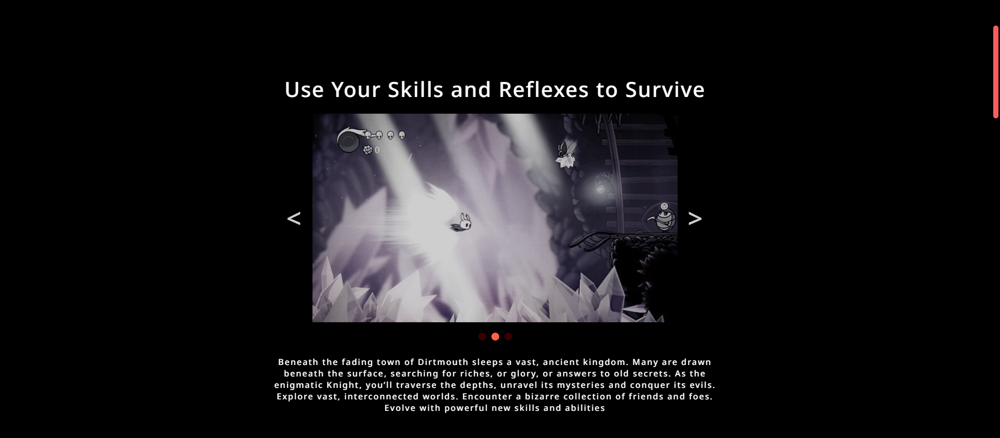 Use Your Skills and Reflexes to Survive
0
< >
Beneath the fading town of Dirtmouth sleeps a vast, ancient kingdom. Many are drawn
beneath the surface, searching for riches, or glory, or answers to old secrets. As the
enigmatic Knight, you’ll traverse the depths, unravel its mysteries and conquer its evils.
Explore vast, interconnected worlds. Encounter a bizarre collection of friends and foes.
Evolve with powerful new skills and abilities